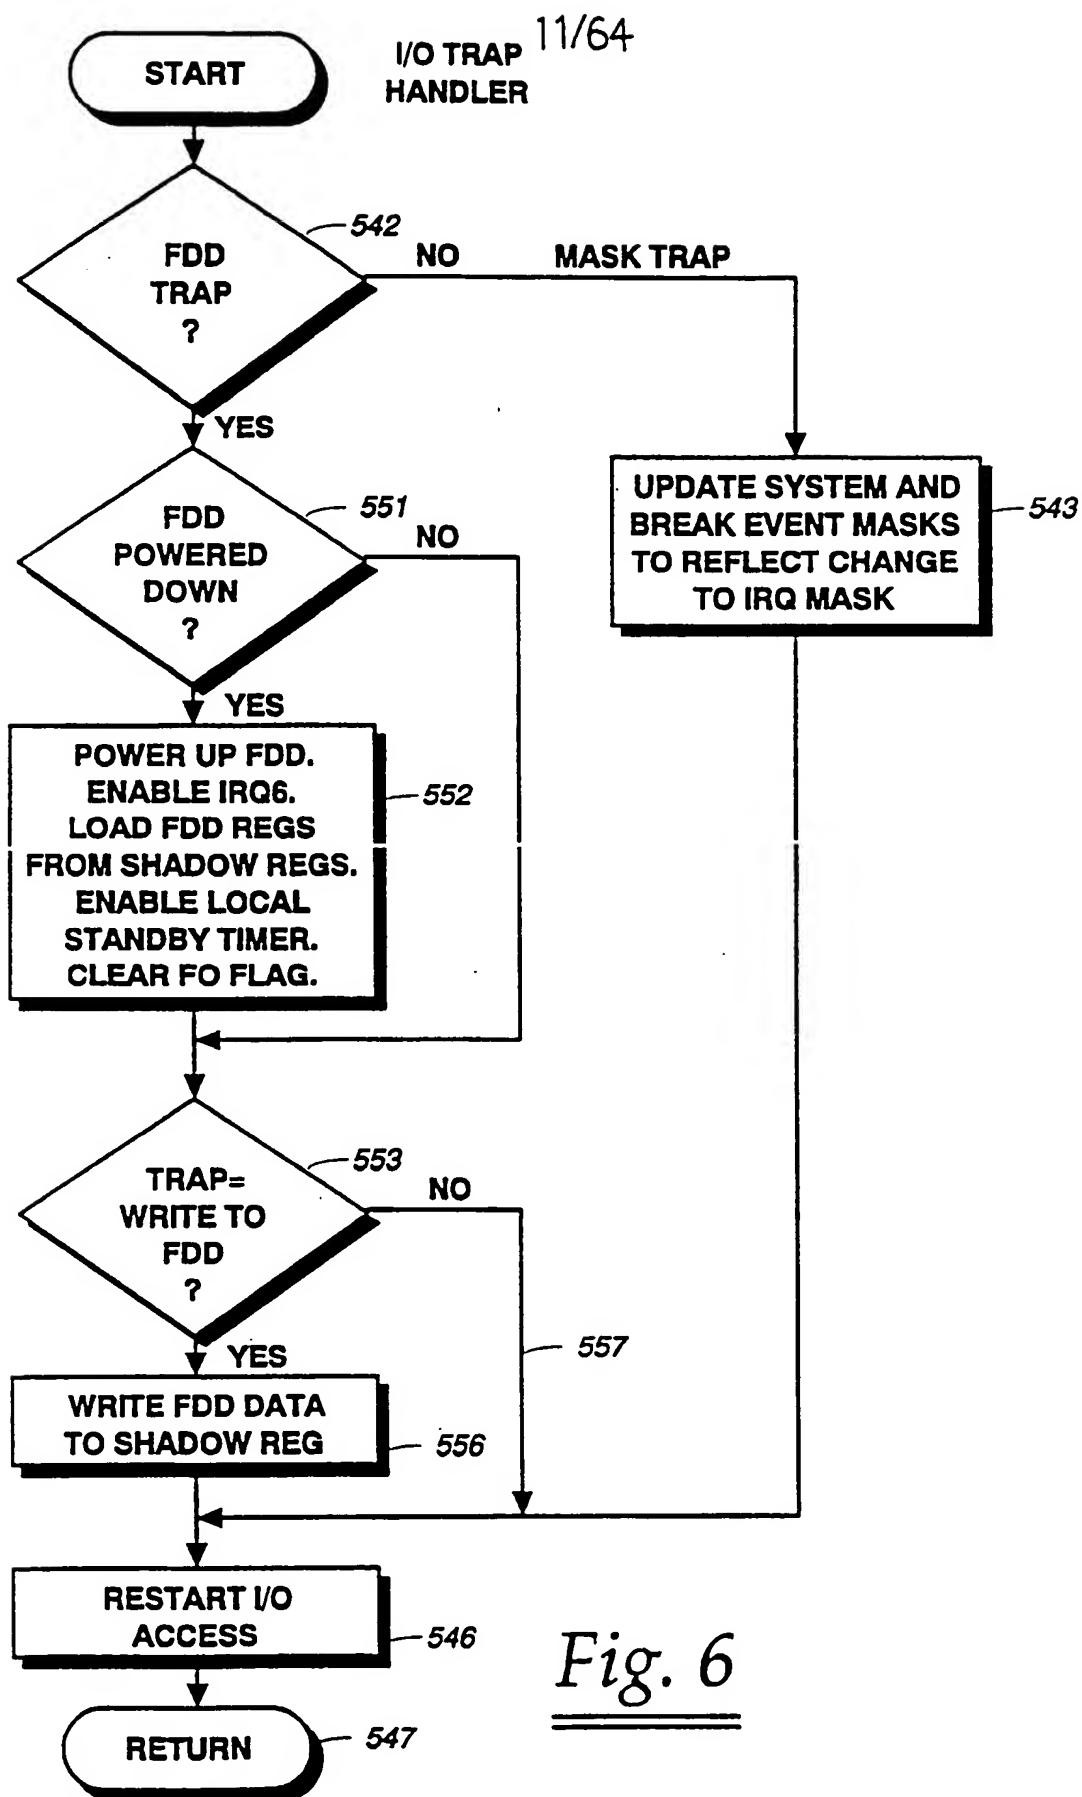 11/64
START
I/O TRAP
HANDLER
542
FDD
TRAP
?
NO
MASK TRAP
YES
551
FDD
POWERED
DOWN
?
NO
UPDATE SYSTEM AND
BREAK EVENT MASKS
TO REFLECT CHANGE
TO IRQ MASK
543
YES
POWER UP FDD.
ENABLE IRQ6.
LOAD FDD REGS
FROM SHADOW REGS.
ENABLE LOCAL
STANDBY TIMER.
CLEAR FO FLAG.
552
553
TRAP=
WRITE TO
FDD
?
NO
557
YES
WRITE FDD DATA
TO SHADOW REG
556
RESTART I/O
ACCESS
546
RETURN
547
Fig. 6